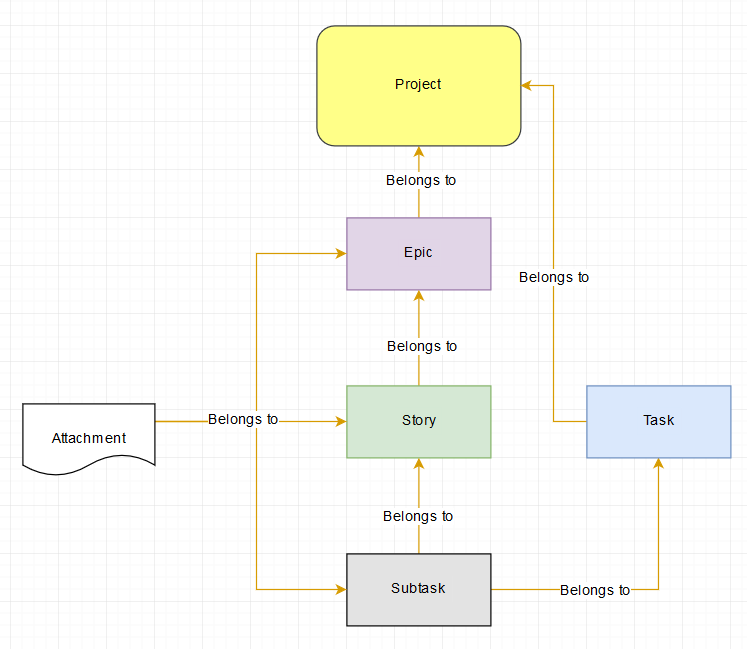 Project
Belongs to
Epic
Belongs to
Belongs to
Attachment
Belongs to
Story
Task
Belongs to
Subtask
Belongs to